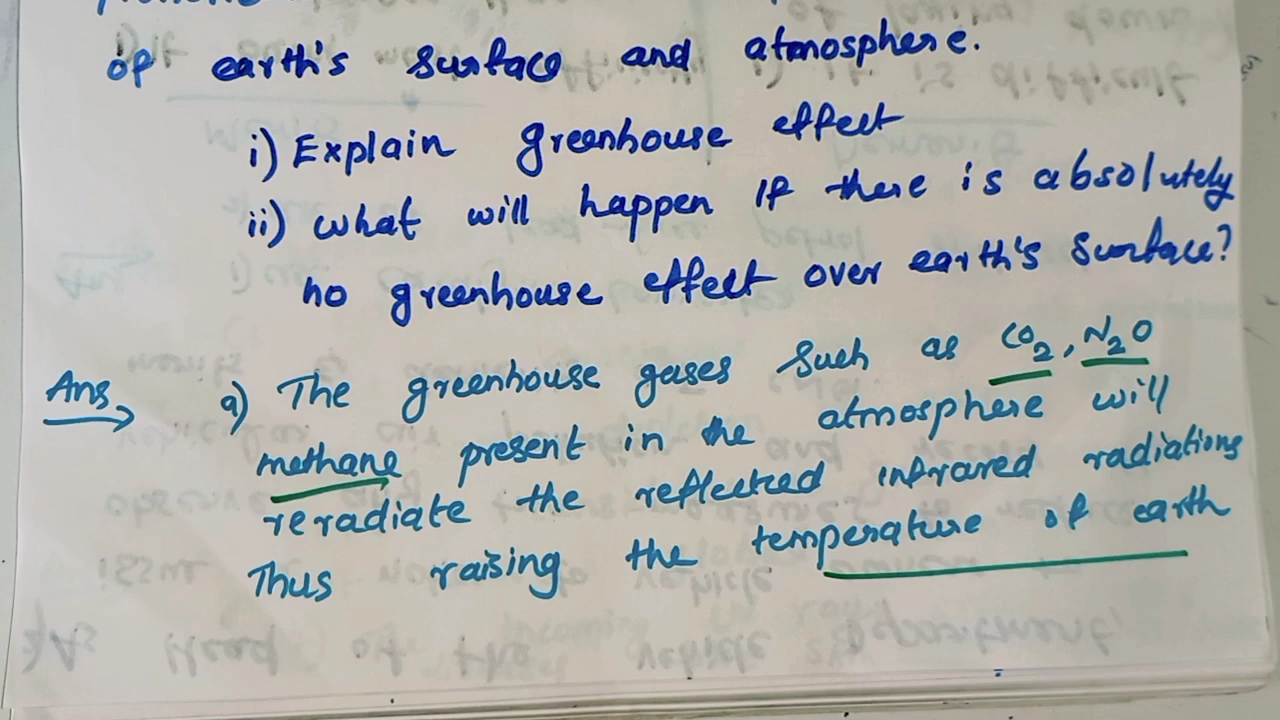 of earth's surface and atmosphere.
i) Explain greenhouse effect
ii) what will happen if there is absolutely
no greenhouse effect over earth's surface?
Ans a) The greenhouse gases such as CO2, N2O
methane present in the atmosphere will
reradiate the reflected infrared radiations
Thus raising the temperature of earth